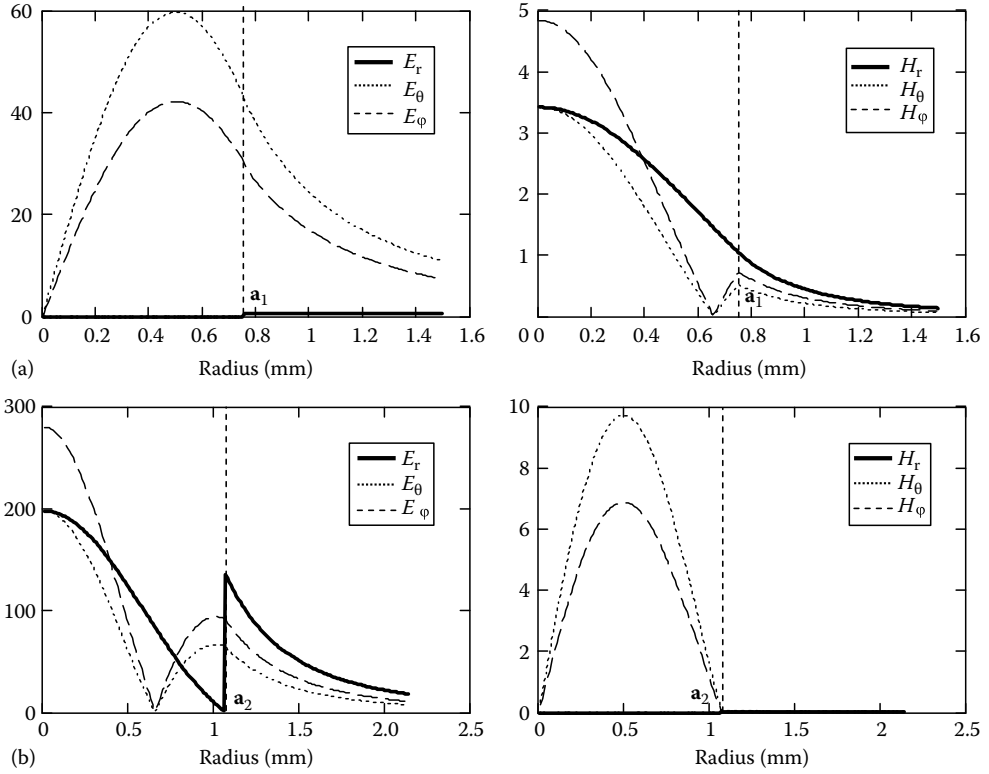 60
40
20
0
0 0.2 0.4 0.6 0.8 1 1.2 1.4 1.6
E_r
E_θ
E_φ
a_1
Radius (mm)
(a)
5
4
3
2
1
0 0 0.2 0.4 0.6 0.8 1 1.2 1.4 1.6
H_r
H_θ
H_φ
a_1
Radius (mm)
300
200
100
0
0 0.5 1 1.5 2.0 2.5
E_r
E_θ
E_φ
a_2
Radius (mm)
(b)
10
8
6
4
2
0
0 0.5 1 1.5 2 2.5
H_r
H_θ
H_φ
a_2
Radius (mm)